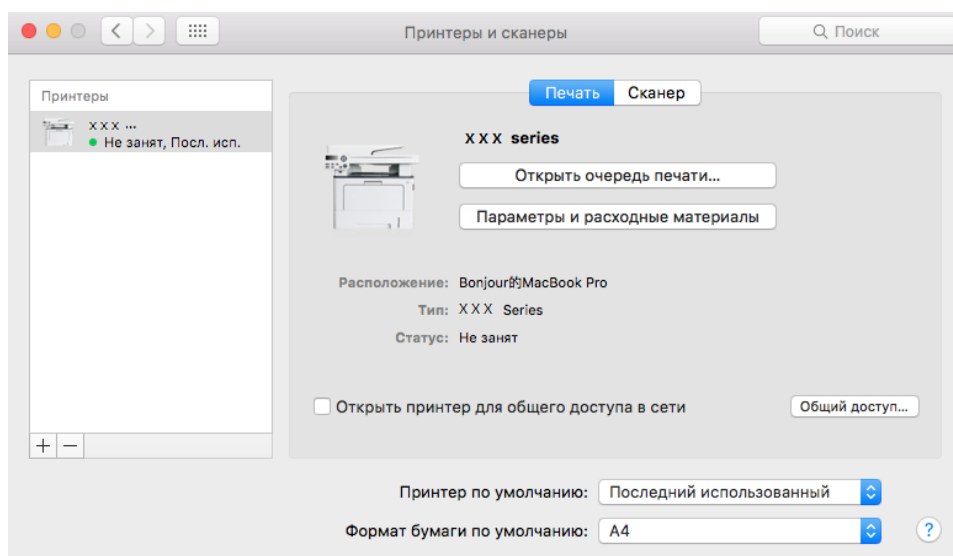 Принтеры и сканеры
Поиск
Принтеры
X X X ...
Не занят, Посл. исп.
Печать
Сканер
X X X series
Открыть очередь печати...
Параметры и расходные материалы
Расположение: Bonjour的MacBook Pro
Тип: X X X Series
Статус: Не занят
Открыть принтер для общего доступа в сети
Общий доступ...
+ −
Принтер по умолчанию: Последний использованный
Формат бумаги по умолчанию: A4
?